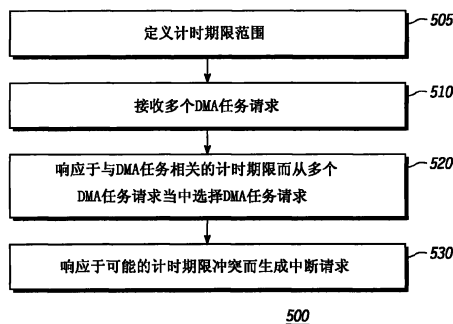 定义计时期限范围
505
接收多个DMA任务请求
510
响应于与DMA任务相关的计时期限而从多个
DMA任务请求当中选择DMA任务请求
520
响应于可能的计时期限冲突而生成中断请求
530
500